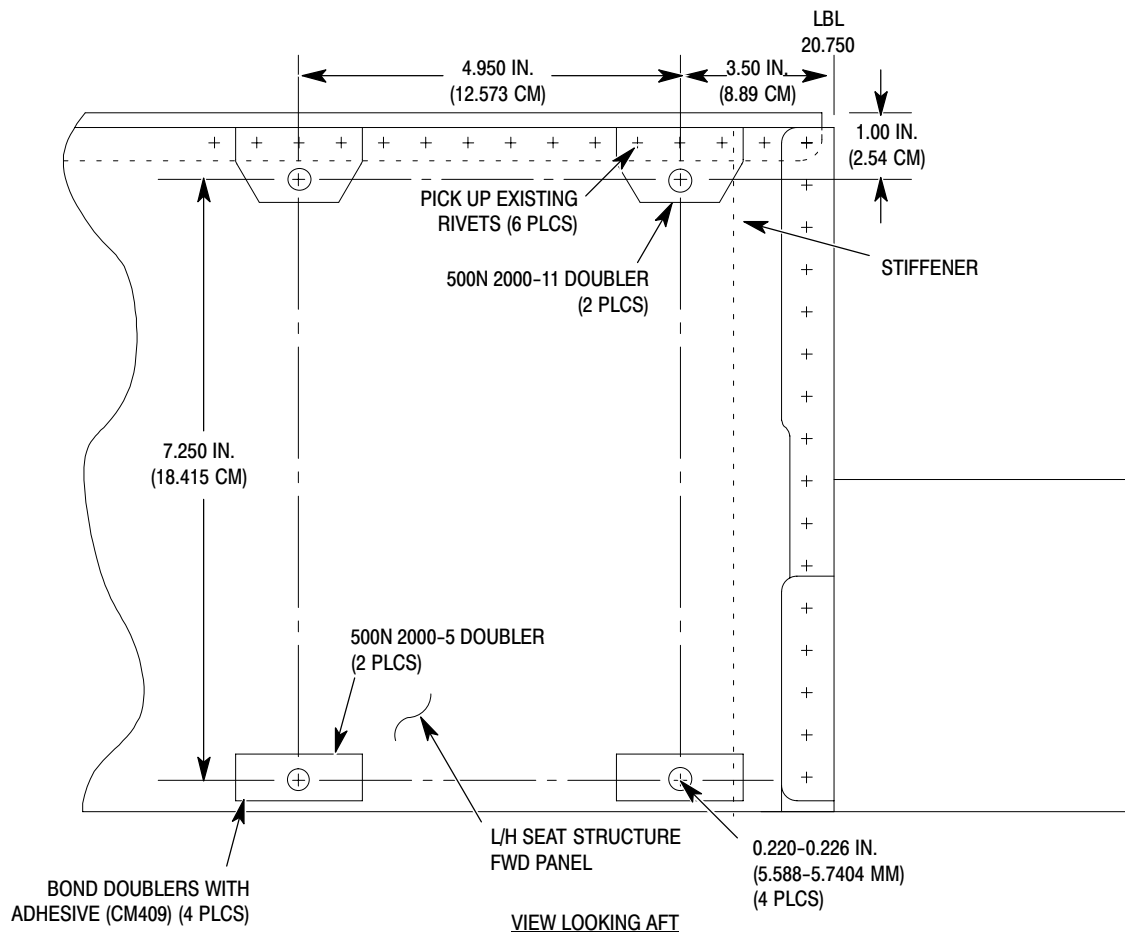 LBL
20.750
4.950 IN.
(12.573 CM)
3.50 IN.
(8.89 CM)
1.00 IN.
(2.54 CM)
PICK UP EXISTING
RIVETS (6 PLCS)
STIFFENER
500N 2000-11 DOUBLER
(2 PLCS)
7.250 IN.
(18.415 CM)
500N 2000-5 DOUBLER
(2 PLCS)
L/H SEAT STRUCTURE
FWD PANEL
0.220-0.226 IN.
(5.588-5.7404 MM)
(4 PLCS)
BOND DOUBLERS WITH
ADHESIVE (CM409) (4 PLCS)
VIEW LOOKING AFT